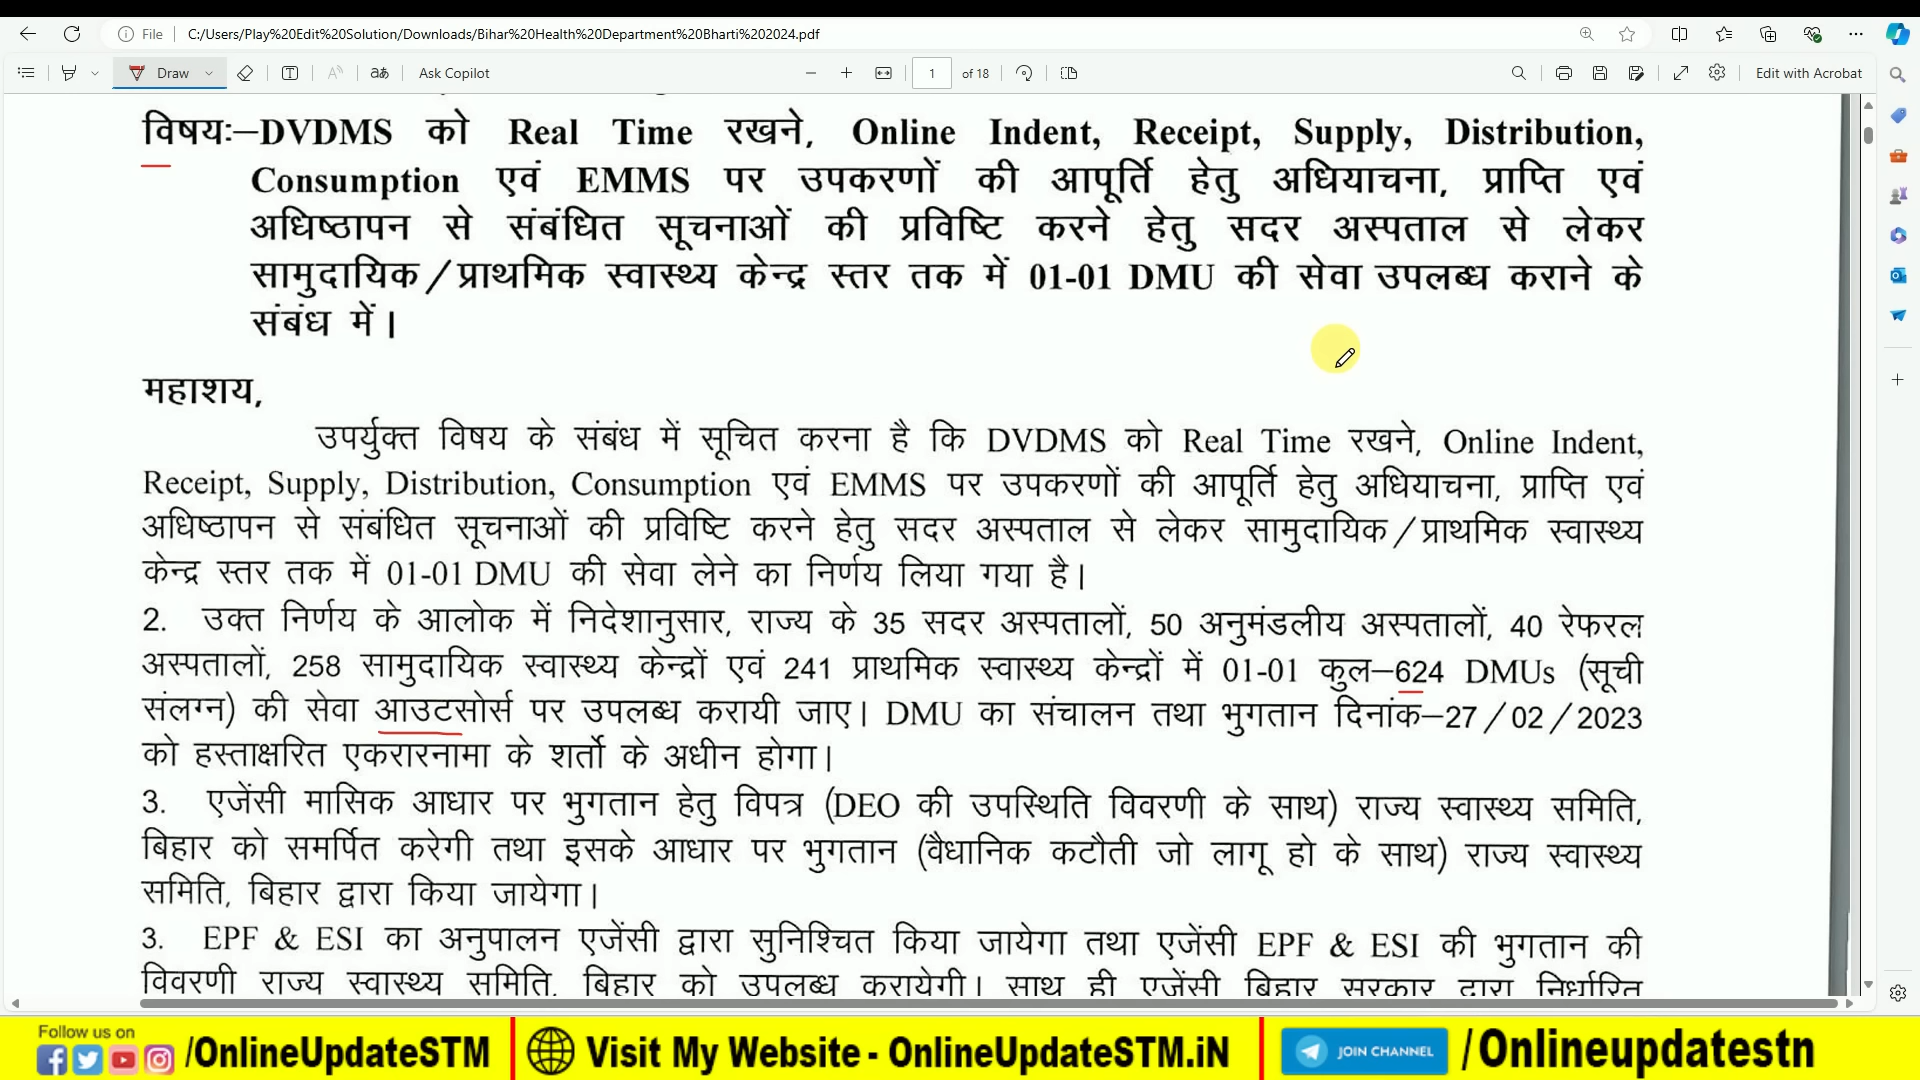 File C:/Users/Play%20Edit%20Solution/Downloads/Bihar%20Health%20Department%20Bharti%202024.pdf
Draw Ask Copilot 1 of 18 Edit with Acrobat
विषयः—DVDMS को Real Time रखने, Online Indent, Receipt, Supply, Distribution,
Consumption एवं EMMS पर उपकरणों की आपूर्ति हेतु अधियाचना, प्राप्ति एवं
अधिष्ठापन से संबंधित सूचनाओं की प्रविष्टि करने हेतु सदर अस्पताल से लेकर
सामुदायिक/प्राथमिक स्वास्थ्य केन्द्र स्तर तक में 01-01 DMU की सेवा उपलब्ध कराने के
संबंध में।
महाशय,
उपर्युक्त विषय के संबंध में सूचित करना है कि DVDMS को Real Time रखने, Online Indent,
Receipt, Supply, Distribution, Consumption एवं EMMS पर उपकरणों की आपूर्ति हेतु अधियाचना, प्राप्ति एवं
अधिष्ठापन से संबंधित सूचनाओं की प्रविष्टि करने हेतु सदर अस्पताल से लेकर सामुदायिक/प्राथमिक स्वास्थ्य
केन्द्र स्तर तक में 01-01 DMU की सेवा लेने का निर्णय लिया गया है।
2. उक्त निर्णय के आलोक में निदेशानुसार, राज्य के 35 सदर अस्पतालों, 50 अनुमंडलीय अस्पतालों, 40 रेफरल
अस्पतालों, 258 सामुदायिक स्वास्थ्य केन्द्रों एवं 241 प्राथमिक स्वास्थ्य केन्द्रों में 01-01 कुल—624 DMUs (सूची
संलग्न) की सेवा आउटसोर्स पर उपलब्ध करायी जाए। DMU का संचालन तथा भुगतान दिनांक—27/02/2023
को हस्ताक्षरित एकरारनामा के शर्तो के अधीन होगा।
3. एजेंसी मासिक आधार पर भुगतान हेतु विपत्र (DEO की उपस्थिति विवरणी के साथ) राज्य स्वास्थ्य समिति,
बिहार को समर्पित करेगी तथा इसके आधार पर भुगतान (वैधानिक कटौती जो लागू हो के साथ) राज्य स्वास्थ्य
समिति, बिहार द्वारा किया जायेगा।
3. EPF & ESI का अनुपालन एजेंसी द्वारा सुनिश्चित किया जायेगा तथा एजेंसी EPF & ESI की भुगतान की
विवरणी राज्य स्वास्थ्य समिति, बिहार को उपलब्ध करायेगी। साथ ही एजेंसी बिहार सरकार द्वारा निर्धारित
Follow us on
/OnlineUpdateSTM Visit My Website - OnlineUpdateSTM.iN JOIN CHANNEL /Onlineupdatestn